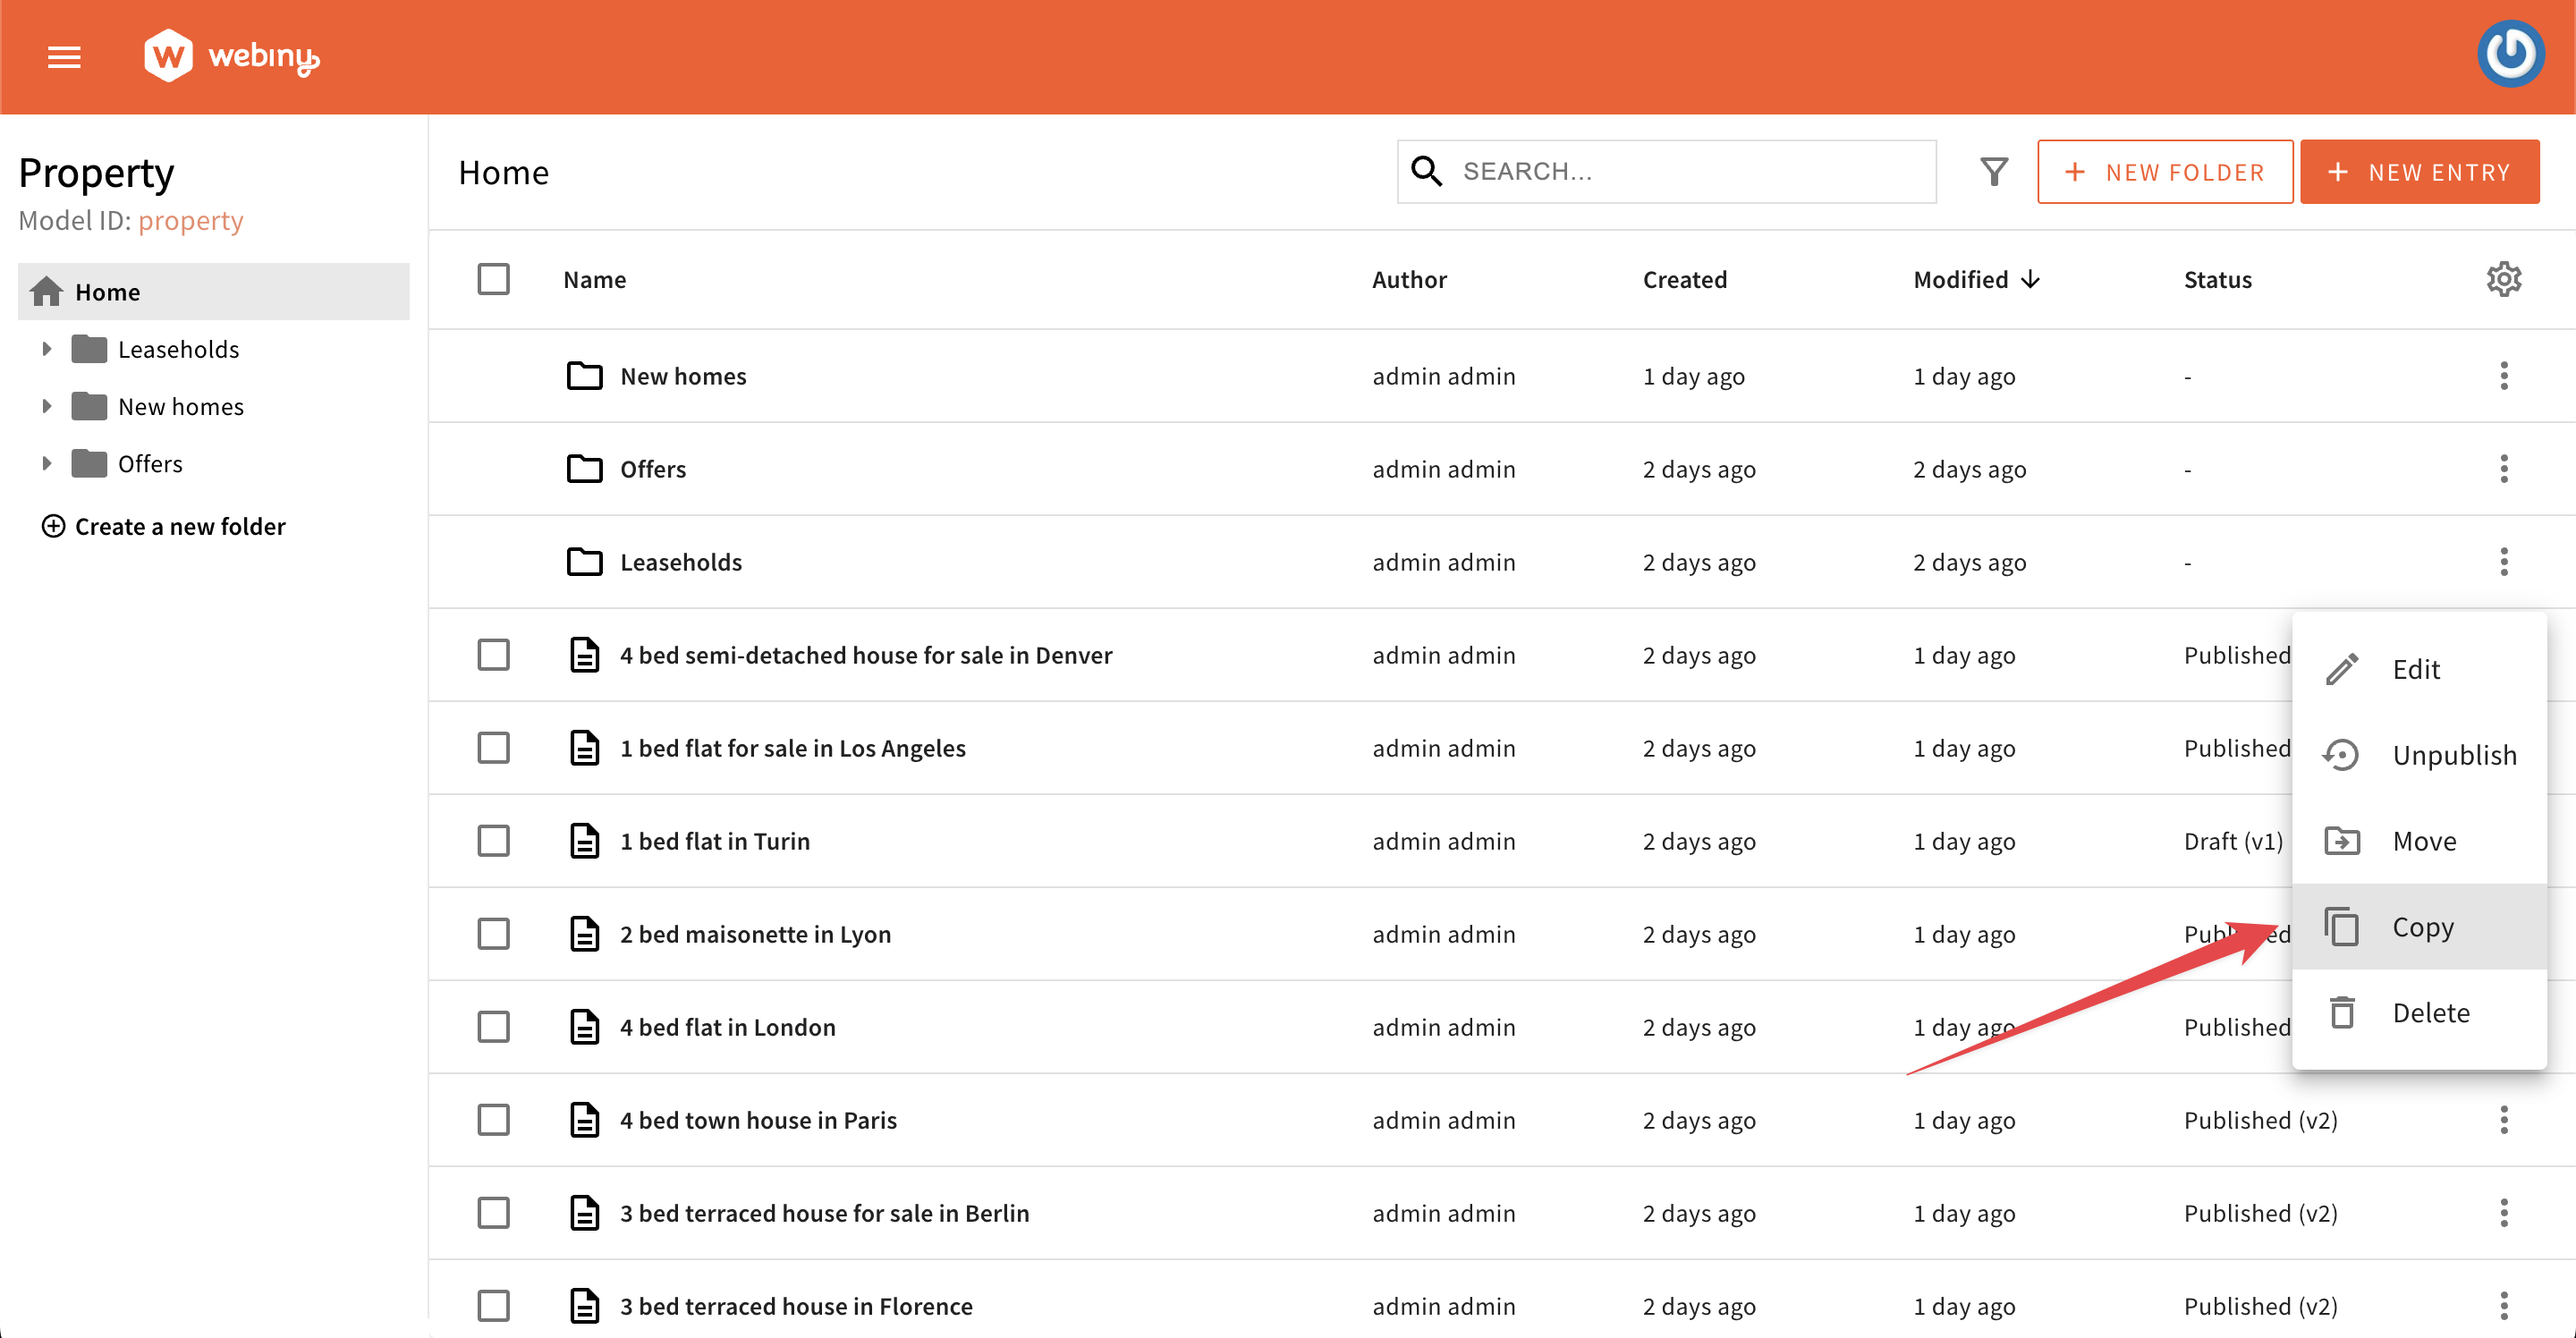 webiny
Property
Model ID: property
Home
Leaseholds
New homes
Offers
Create a new folder
Home
SEARCH...
+ NEW FOLDER
+ NEW ENTRY
Name Author Created Modified Status
New homes admin admin 1 day ago 1 day ago -
Offers admin admin 2 days ago 2 days ago -
Leaseholds admin admin 2 days ago 2 days ago -
4 bed semi-detached house for sale in Denver admin admin 2 days ago 1 day ago Published
1 bed flat for sale in Los Angeles admin admin 2 days ago 1 day ago Published
1 bed flat in Turin admin admin 2 days ago 1 day ago Draft (v1)
2 bed maisonette in Lyon admin admin 2 days ago 1 day ago Published
4 bed flat in London admin admin 2 days ago 1 day ago Published
4 bed town house in Paris admin admin 2 days ago 1 day ago Published (v2)
3 bed terraced house for sale in Berlin admin admin 2 days ago 1 day ago Published (v2)
3 bed terraced house in Florence admin admin 2 days ago 1 day ago Published (v2)
Edit
Unpublish
Move
Copy
Delete